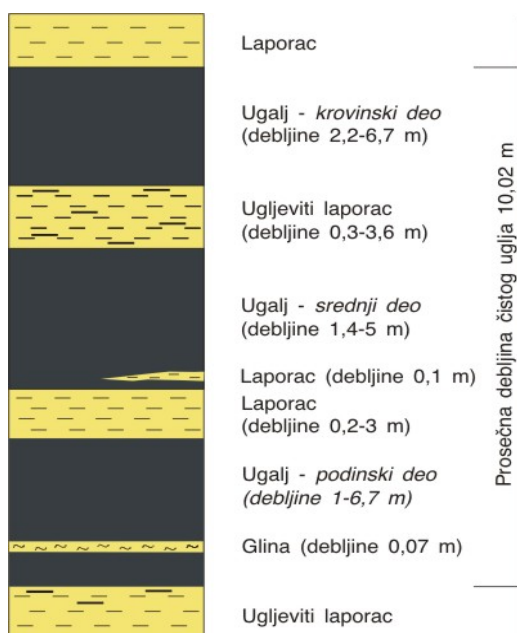 Laporac
Ugalj - krovinski deo
(debljine 2,2-6,7 m)
Ugljeviti laporac
(debljine 0,3-3,6 m)
Ugalj - srednji deo
(debljine 1,4-5 m)
Laporac (debljine 0,1 m)
Laporac
(debljine 0,2-3 m)
Ugalj - podinski deo
(debljine 1-6,7 m)
Glina (debljine 0,07 m)
Ugljeviti laporac
Prosečna debljina čistog uglja 10,02 m